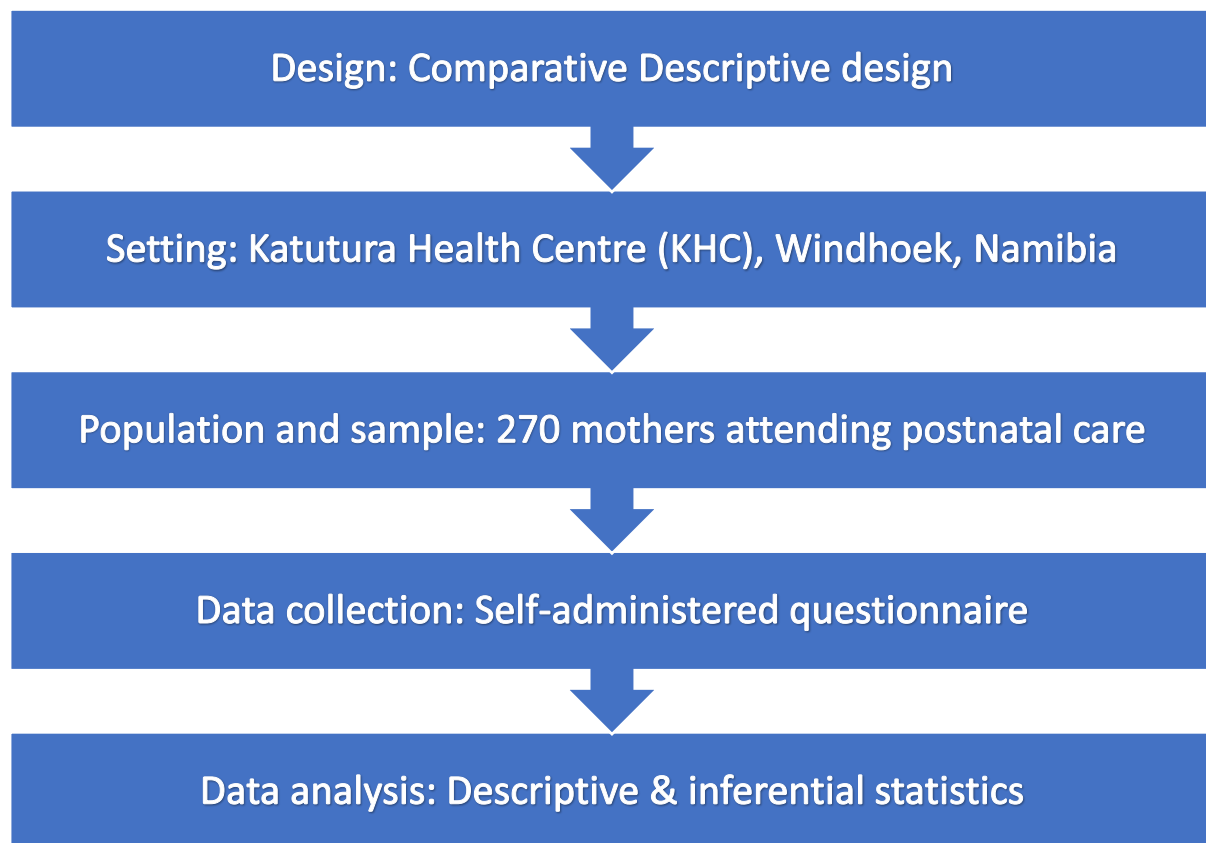 Design: Comparative Descriptive design
Setting: Katutura Health Centre (KHC), Windhoek, Namibia
Population and sample: 270 mothers attending postnatal care
Data collection: Self-administered questionnaire
Data analysis: Descriptive & inferential statistics